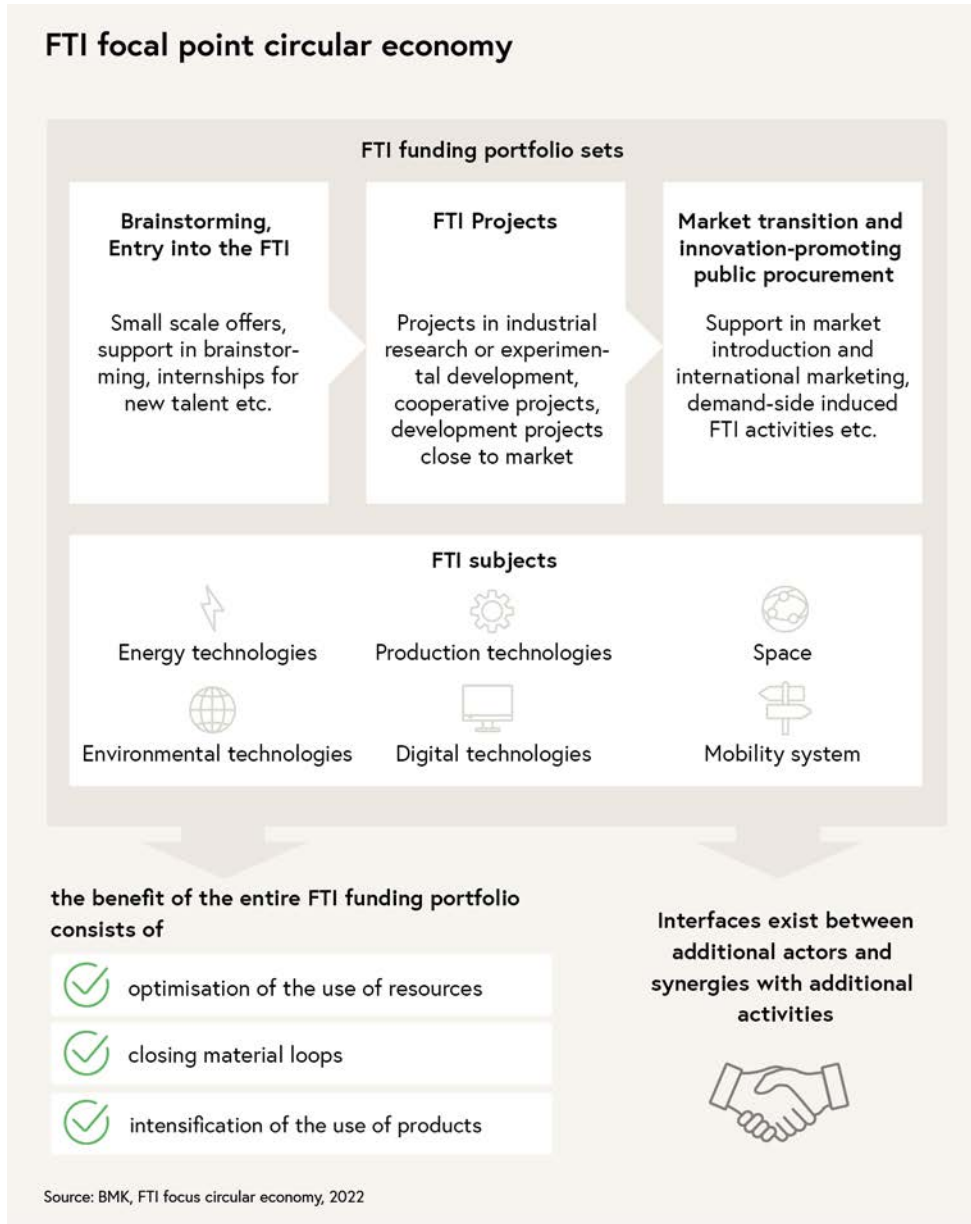 FTI focal point circular economy
FTI funding portfolio sets
Brainstorming,
Entry into the FTI
Small scale offers,
support in brainstor-
ming, internships for
new talent etc.
FTI Projects
Projects in industrial
research or experimen-
tal development,
cooperative projects,
development projects
close to market
Market transition and
innovation-promoting
public procurement
Support in market
introduction and
international marketing,
demand-side induced
FTI activities etc.
FTI subjects
Energy technologies
Production technologies
Space
Environmental technologies
Digital technologies
Mobility system
the benefit of the entire FTI funding portfolio
consists of
optimisation of the use of resources
closing material loops
intensification of the use of products
Interfaces exist between
additional actors and
synergies with additional
activities
Source: BMK, FTI focus circular economy, 2022